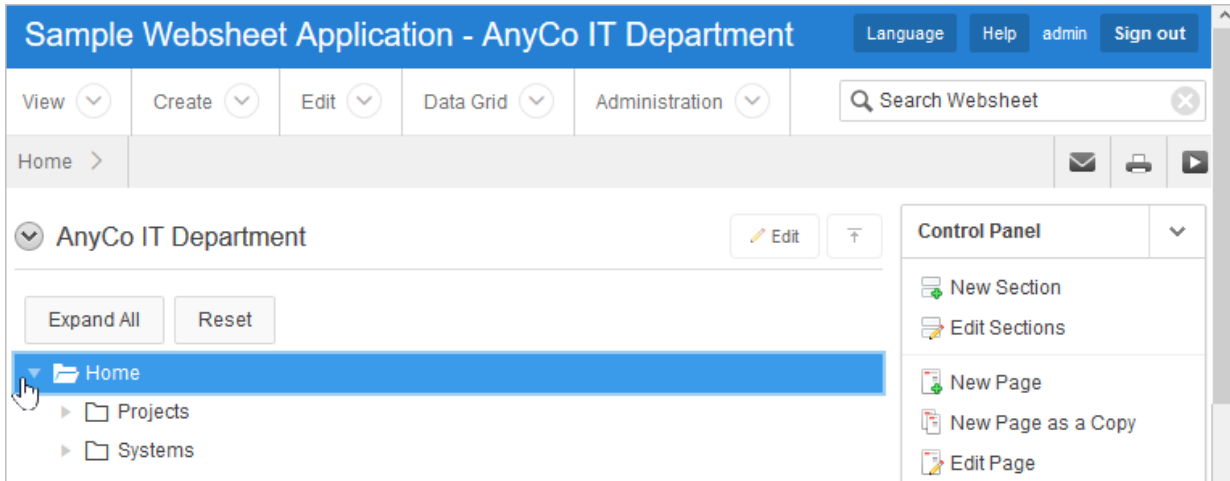 Sample Websheet Application - AnyCo IT Department Language Help admin Sign out
View Create Edit Data Grid Administration Search Websheet
Home
AnyCo IT Department Edit
Control Panel
New Section
Edit Sections
New Page
New Page as a Copy
Edit Page
Expand All Reset
Home
Projects
Systems